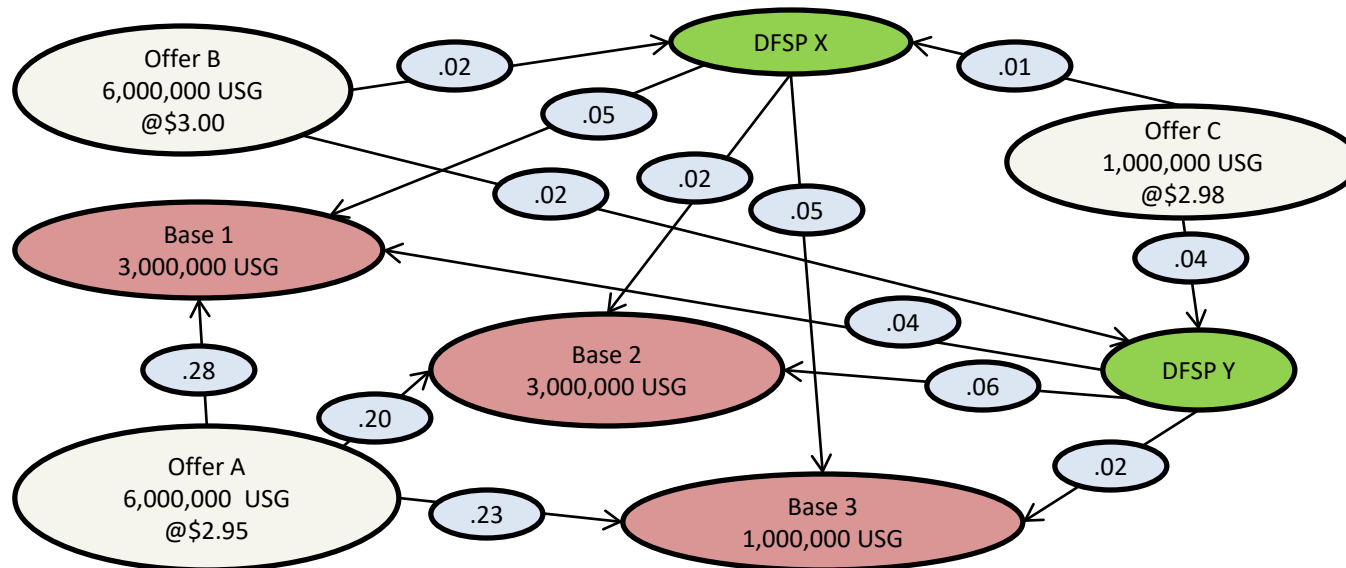 Offer B
6,000,000 USG
@$3.00
.02
DFSP X
.01
.05
Offer C
1,000,000 USG
@$2.98
.02
.02
.05
Base 1
3,000,000 USG
.04
.04
Base 2
3,000,000 USG
DFSP Y
.28
.06
.20
Offer A
6,000,000 USG
@$2.95
.02
.23
Base 3
1,000,000 USG